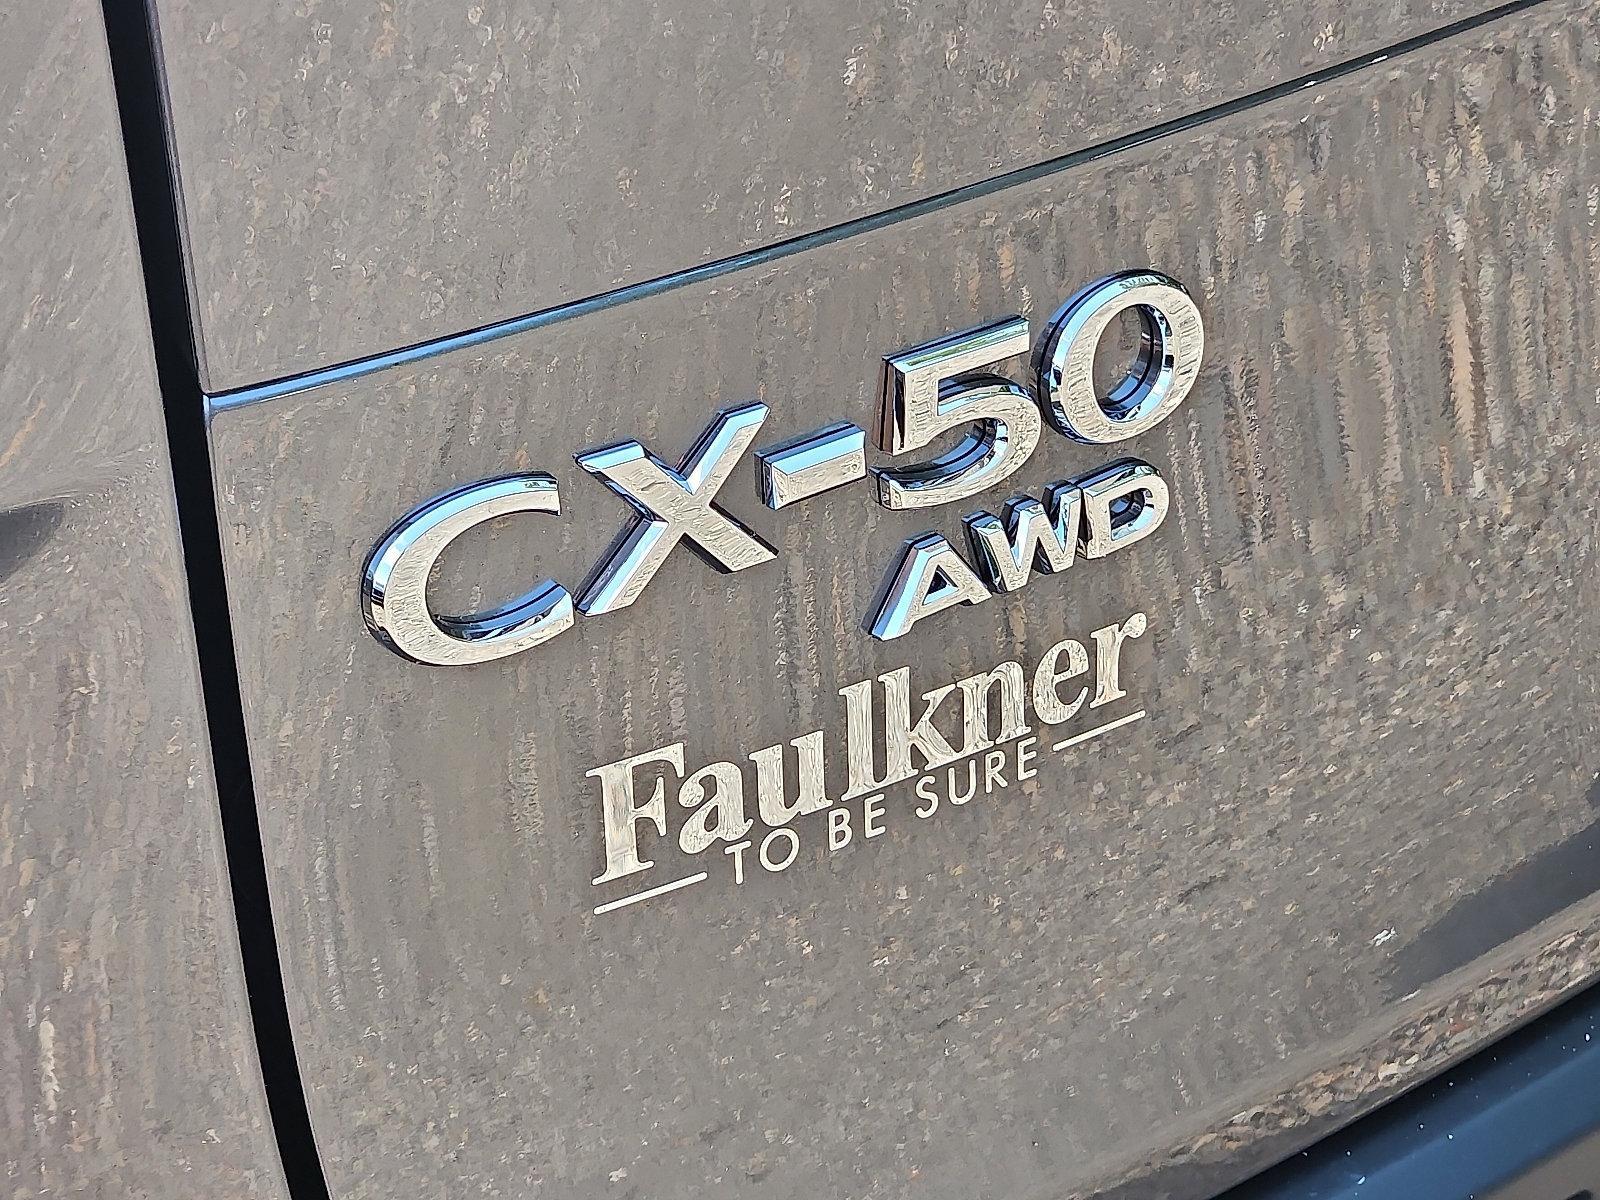 CX-50
AWD
Faulkner
TO BE SURE